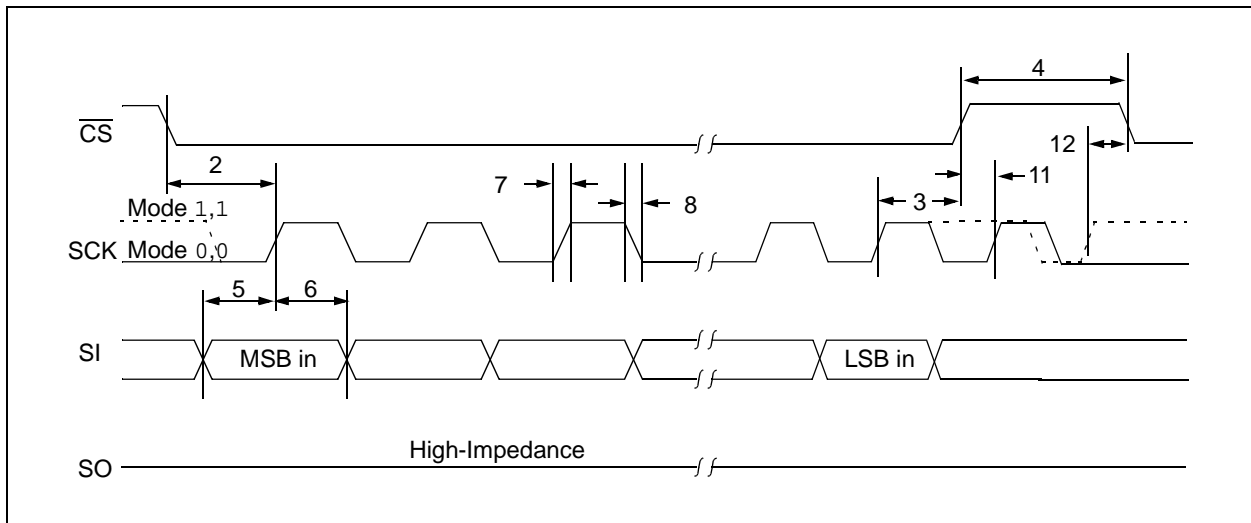 4
CS
12
2
7
8
3
11
Mode 1,1
SCK Mode 0,0
5
6
SI
MSB in
LSB in
High-Impedance
SO